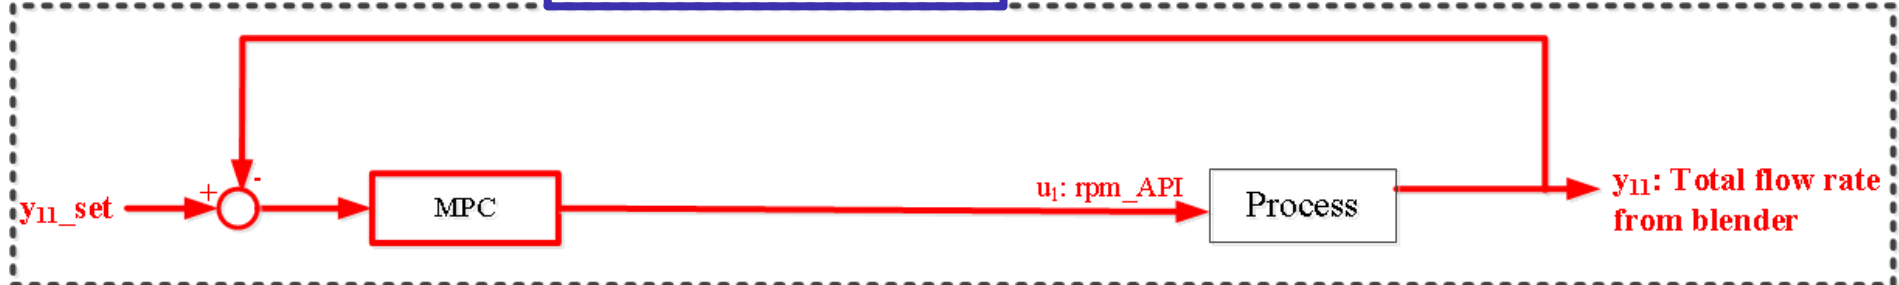 +
-
y₁₁_set
MPC
u₁: rpm_API
Process
y₁₁: Total flow rate
from blender